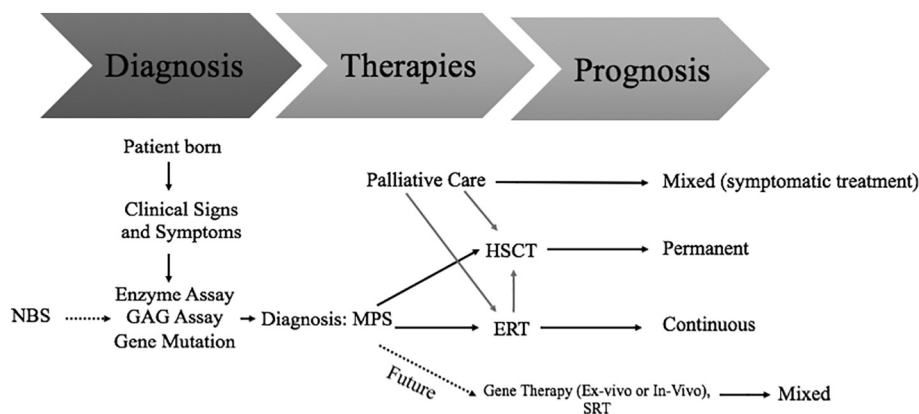 Diagnosis
Therapies
Prognosis
Patient born
Clinical Signs
and Symptoms
NBS
Enzyme Assay
GAG Assay
Gene Mutation
Diagnosis: MPS
Palliative Care
Mixed (symptomatic treatment)
HSCT
Permanent
ERT
Continuous
Future
Gene Therapy (Ex-vivo or In-Vivo),
SRT
Mixed